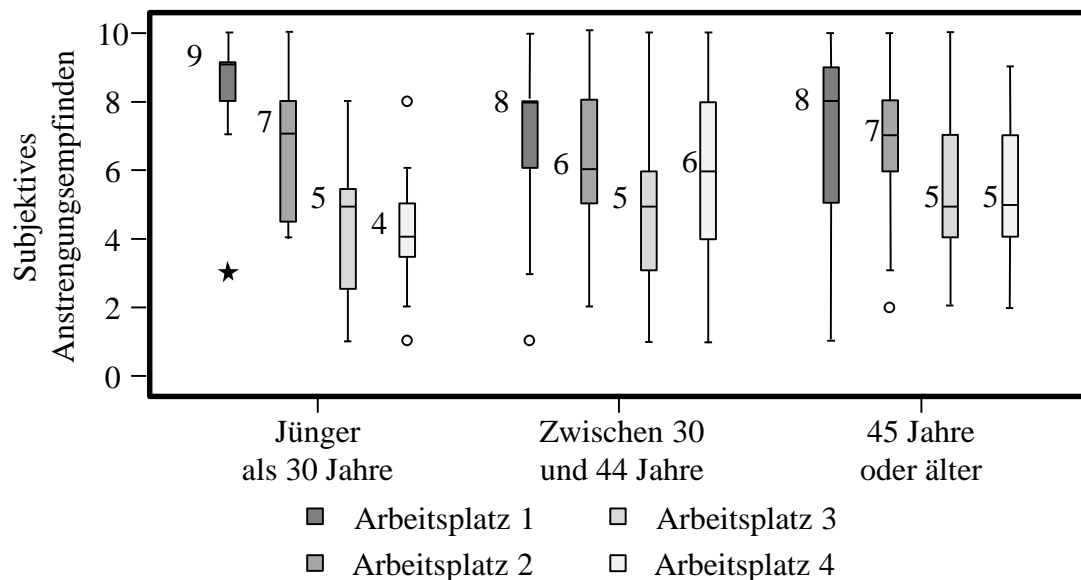 Subjektives
Anstrengungsempfinden
10
8
6
4
2
0
9
7
5
4
8
6
5
6
8
7
5
5
Jünger
als 30 Jahre
Zwischen 30
und 44 Jahre
45 Jahre
oder älter
Arbeitsplatz 1
Arbeitsplatz 2
Arbeitsplatz 3
Arbeitsplatz 4